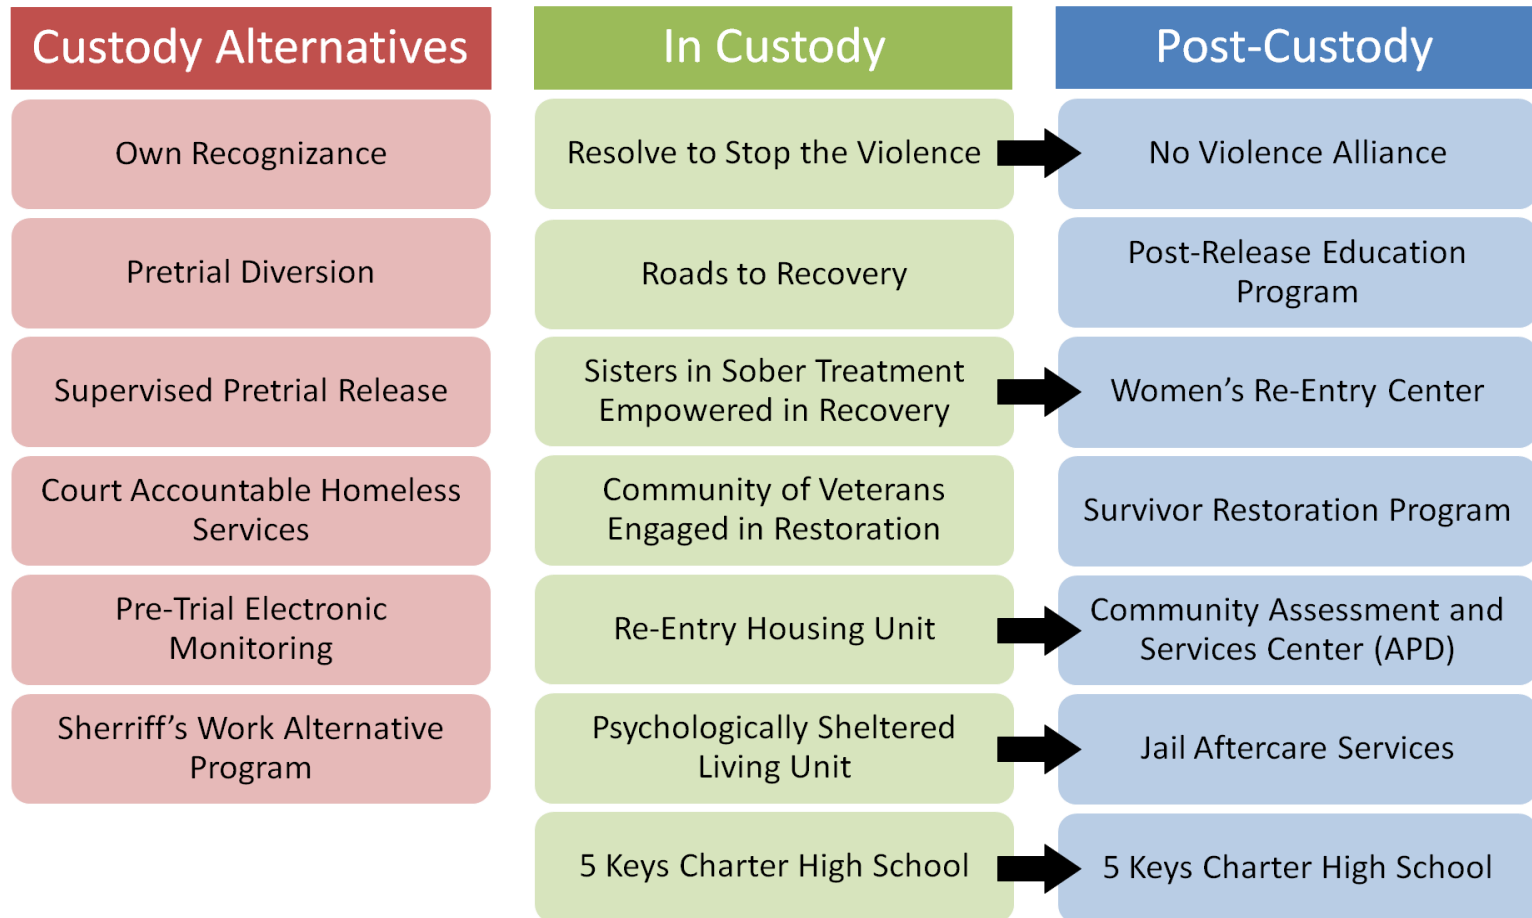 Custody Alternatives
Own Recognizance
Pretrial Diversion
Supervised Pretrial Release
Court Accountable Homeless
Services
Pre-Trial Electronic
Monitoring
Sherriff’s Work Alternative
Program
In Custody
Resolve to Stop the Violence
Roads to Recovery
Sisters in Sober Treatment
Empowered in Recovery
Community of Veterans
Engaged in Restoration
Re-Entry Housing Unit
Psychologically Sheltered
Living Unit
5 Keys Charter High School
Post-Custody
No Violence Alliance
Post-Release Education
Program
Women’s Re-Entry Center
Survivor Restoration Program
Community Assessment and
Services Center (APD)
Jail Aftercare Services
5 Keys Charter High School